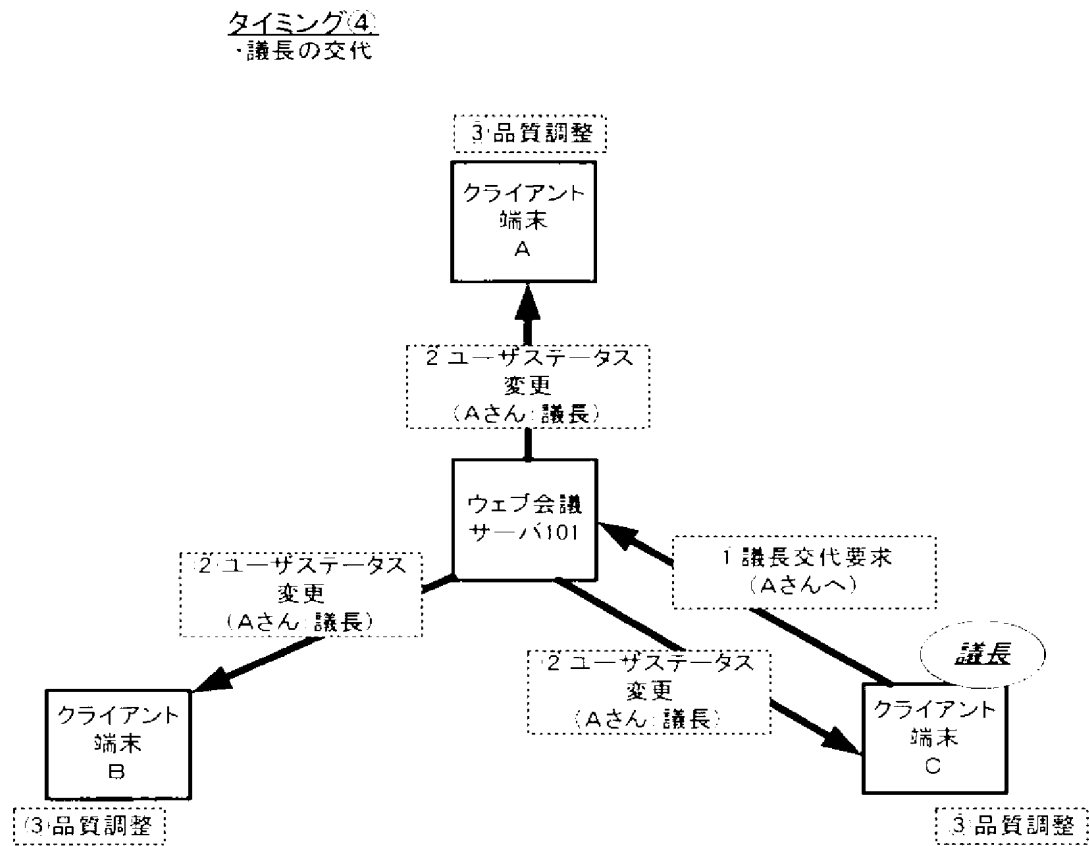 タイミング④
・議長の交代
③品質調整
クライアント
端末
A
2 ユーザステータス
変更
(Aさん:議長)
ウェブ会議
サーバ101
(2)ユーザステータス
変更
(Aさん:議長)
1 議長交代要求
(Aさんへ)
(2 ユーザステータス
変更
(Aさん:議長)
議長
クライアント
端末
B
クライアント
端末
C
(3)品質調整
③品質調整